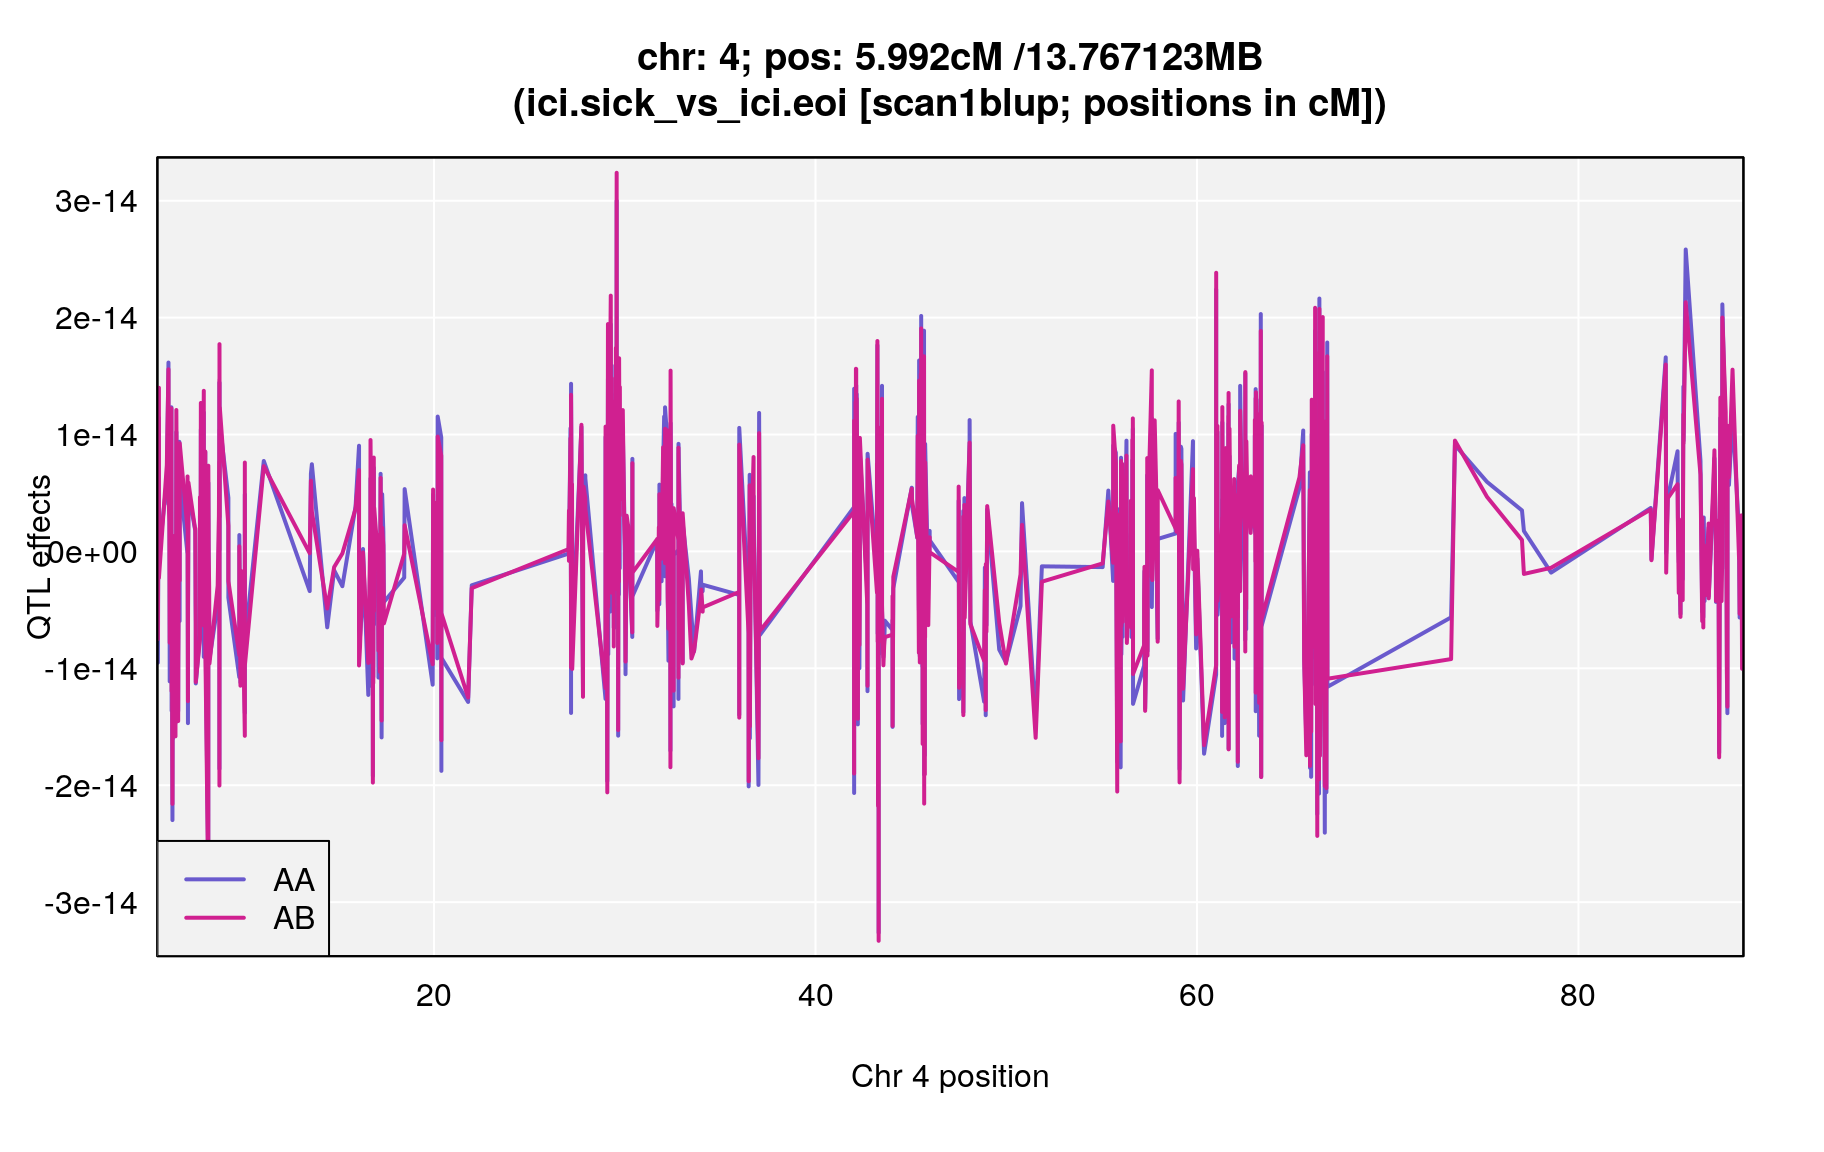 chr: 4; pos: 5.992cM /13.767123MB
(ici.sick_vs_ici.eoi [scan1blup; positions in cM])
QTL effects
3e-14
2e-14
1e-14
0e+00
-1e-14
-2e-14
-3e-14
AA
AB
20
40
60
80
Chr 4 position